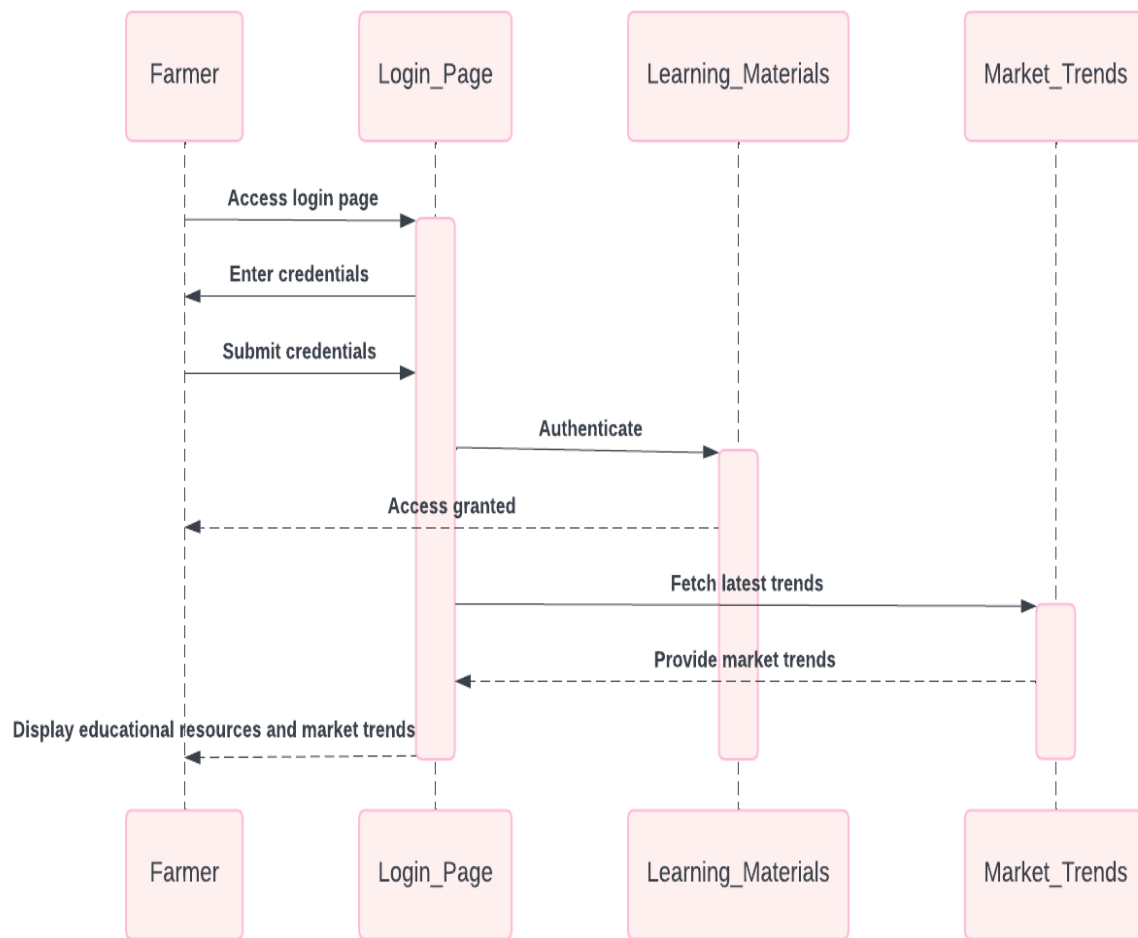 Farmer
Login_Page
Learning_Materials
Market_Trends
Access login page
Enter credentials
Submit credentials
Authenticate
Access granted
Fetch latest trends
Provide market trends
Display educational resources and market trends
Farmer
Login_Page
Learning_Materials
Market_Trends